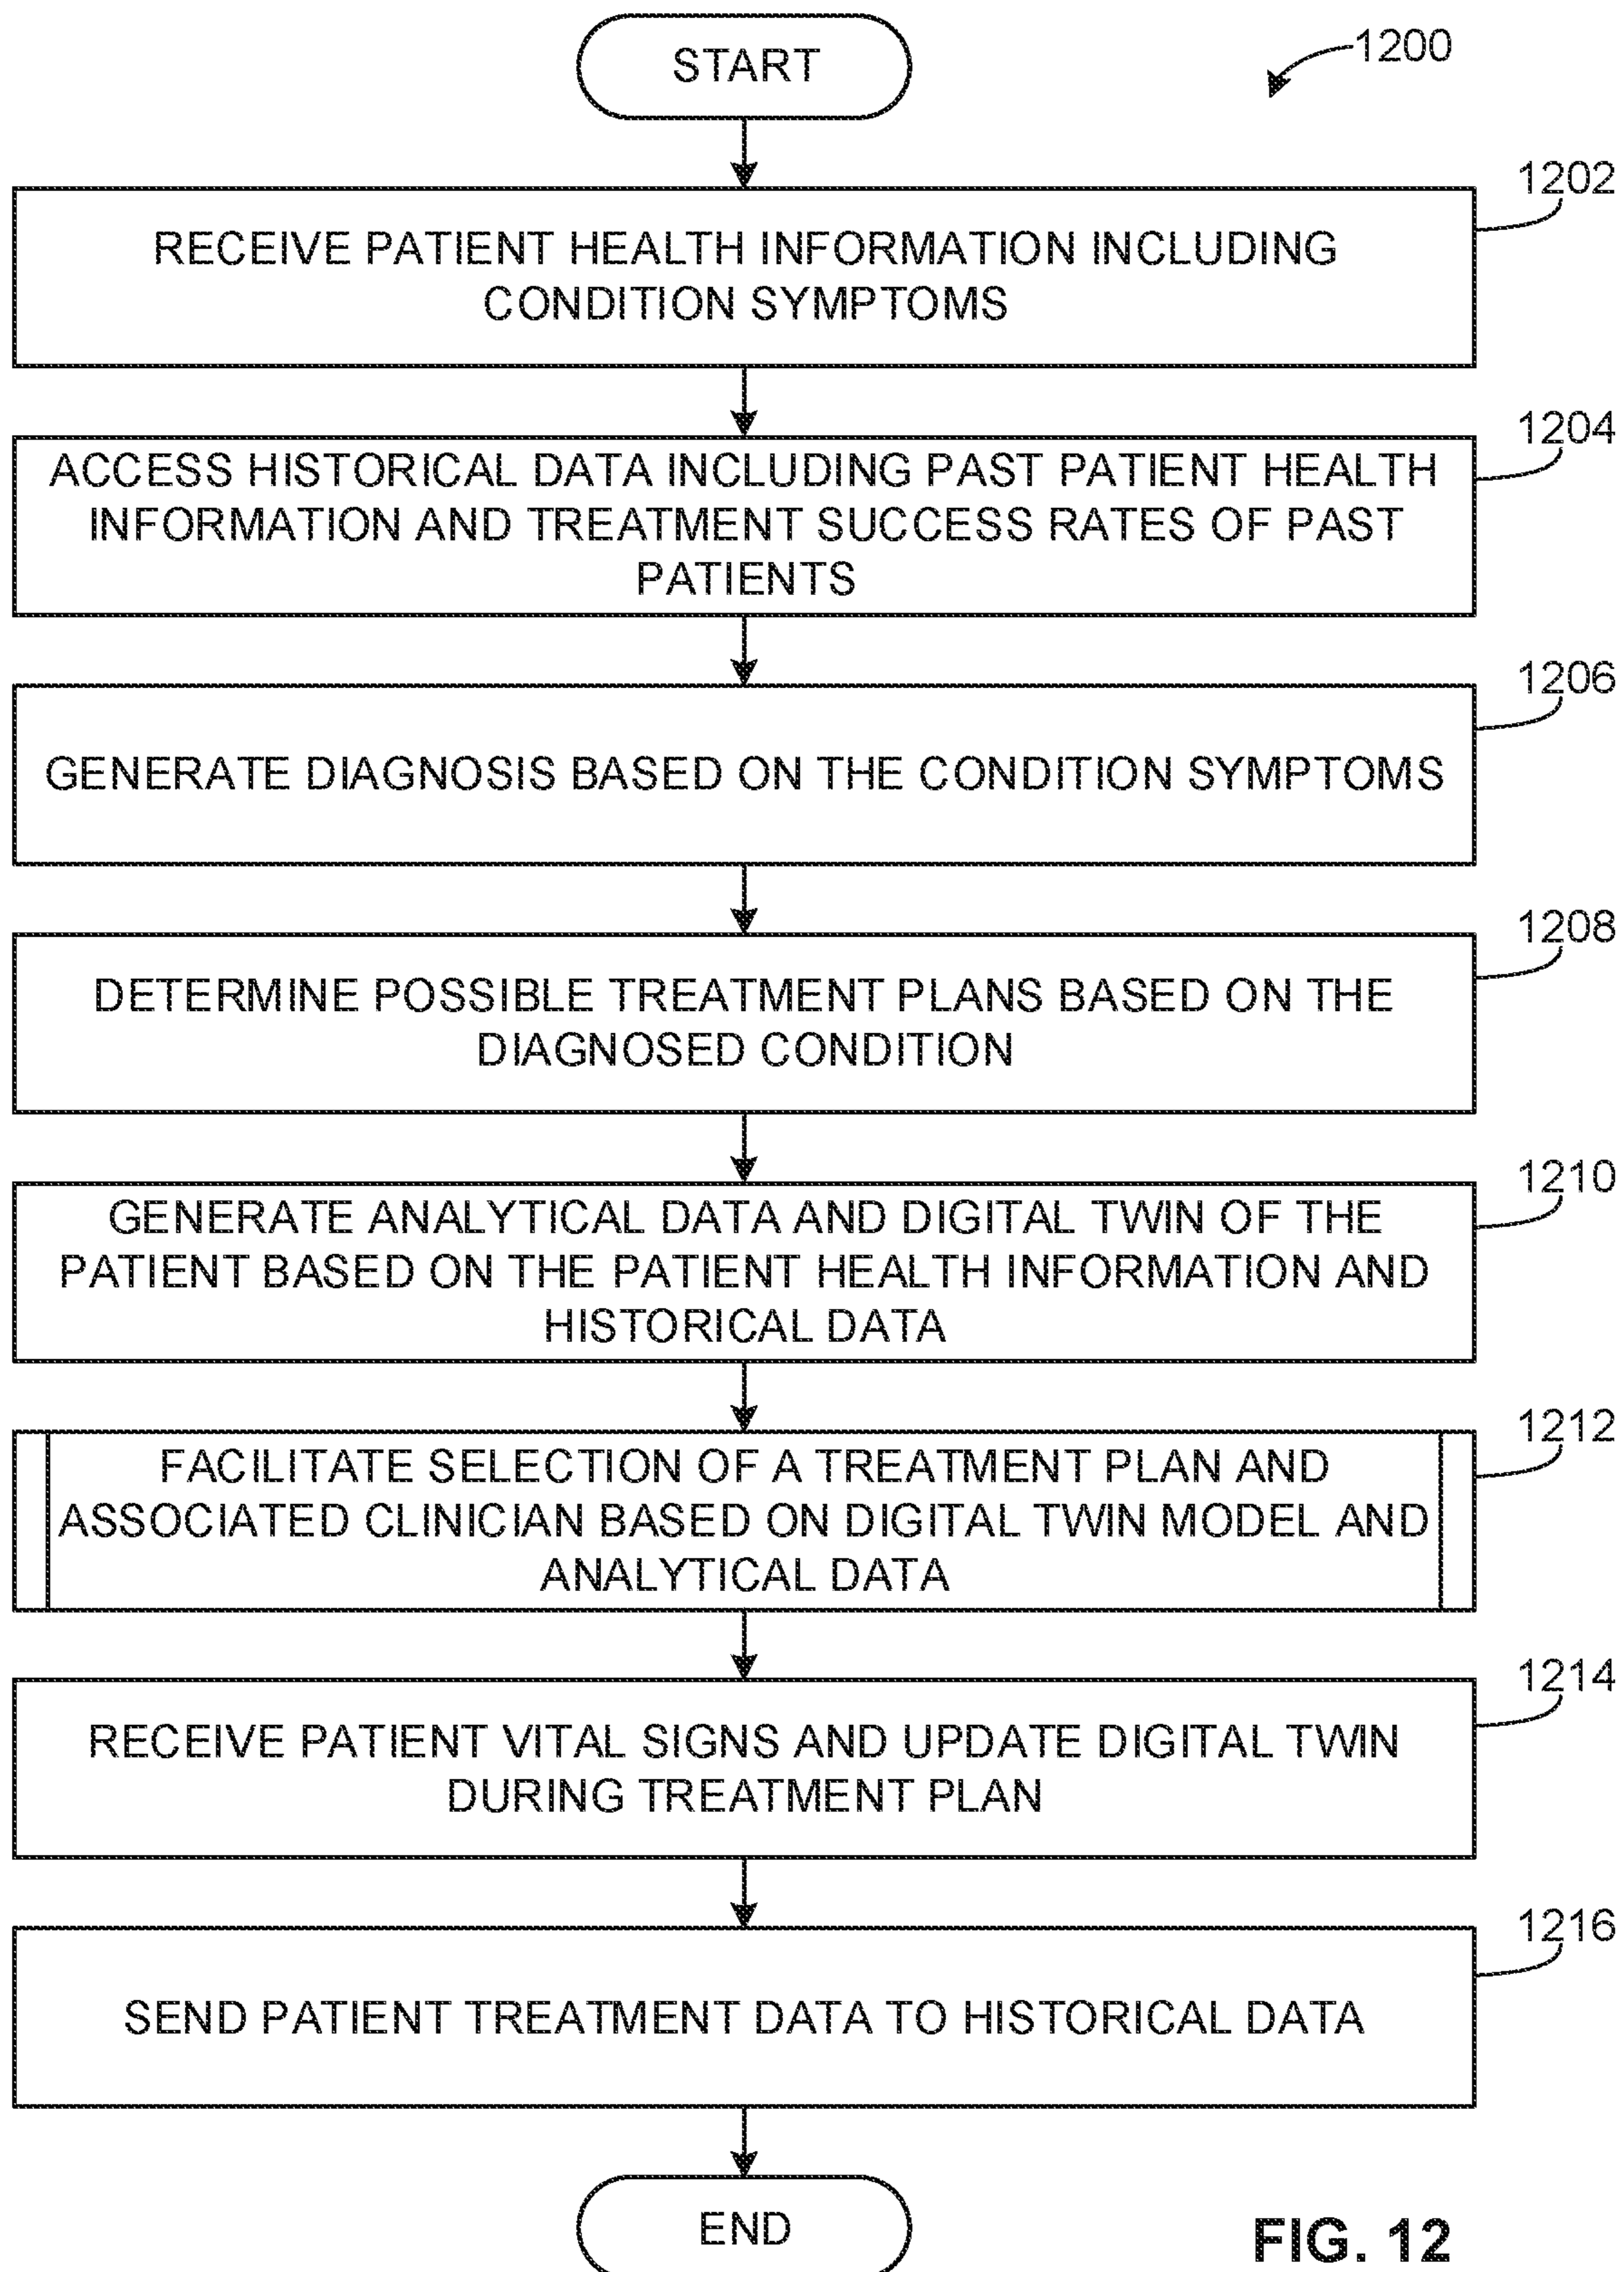 START
1200
1202
RECEIVE PATIENT HEALTH INFORMATION INCLUDING
CONDITION SYMPTOMS
1204
ACCESS HISTORICAL DATA INCLUDING PAST PATIENT HEALTH
INFORMATION AND TREATMENT SUCCESS RATES OF PAST
PATIENTS
1206
GENERATE DIAGNOSIS BASED ON THE CONDITION SYMPTOMS
1208
DETERMINE POSSIBLE TREATMENT PLANS BASED ON THE
DIAGNOSED CONDITION
1210
GENERATE ANALYTICAL DATA AND DIGITAL TWIN OF THE
PATIENT BASED ON THE PATIENT HEALTH INFORMATION AND
HISTORICAL DATA
1212
FACILITATE SELECTION OF A TREATMENT PLAN AND
ASSOCIATED CLINICIAN BASED ON DIGITAL TWIN MODEL AND
ANALYTICAL DATA
1214
RECEIVE PATIENT VITAL SIGNS AND UPDATE DIGITAL TWIN
DURING TREATMENT PLAN
1216
SEND PATIENT TREATMENT DATA TO HISTORICAL DATA
END
FIG. 12